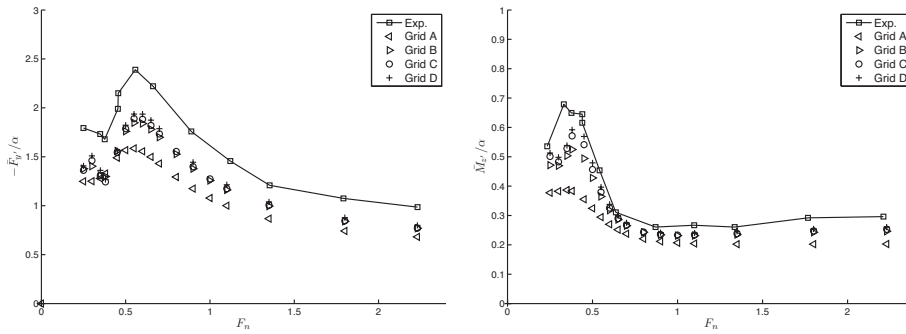 3
2.5
2
1.5
1
0.5
0
0
0.5
1
1.5
2
F_n
−F̄_{y'}/α
Exp.
Grid A
Grid B
Grid C
Grid D
1
0.9
0.8
0.7
0.6
0.5
0.4
0.3
0.2
0.1
0
0
0.5
1
1.5
2
F_n
M̄_{z'}/α
Exp.
Grid A
Grid B
Grid C
Grid D